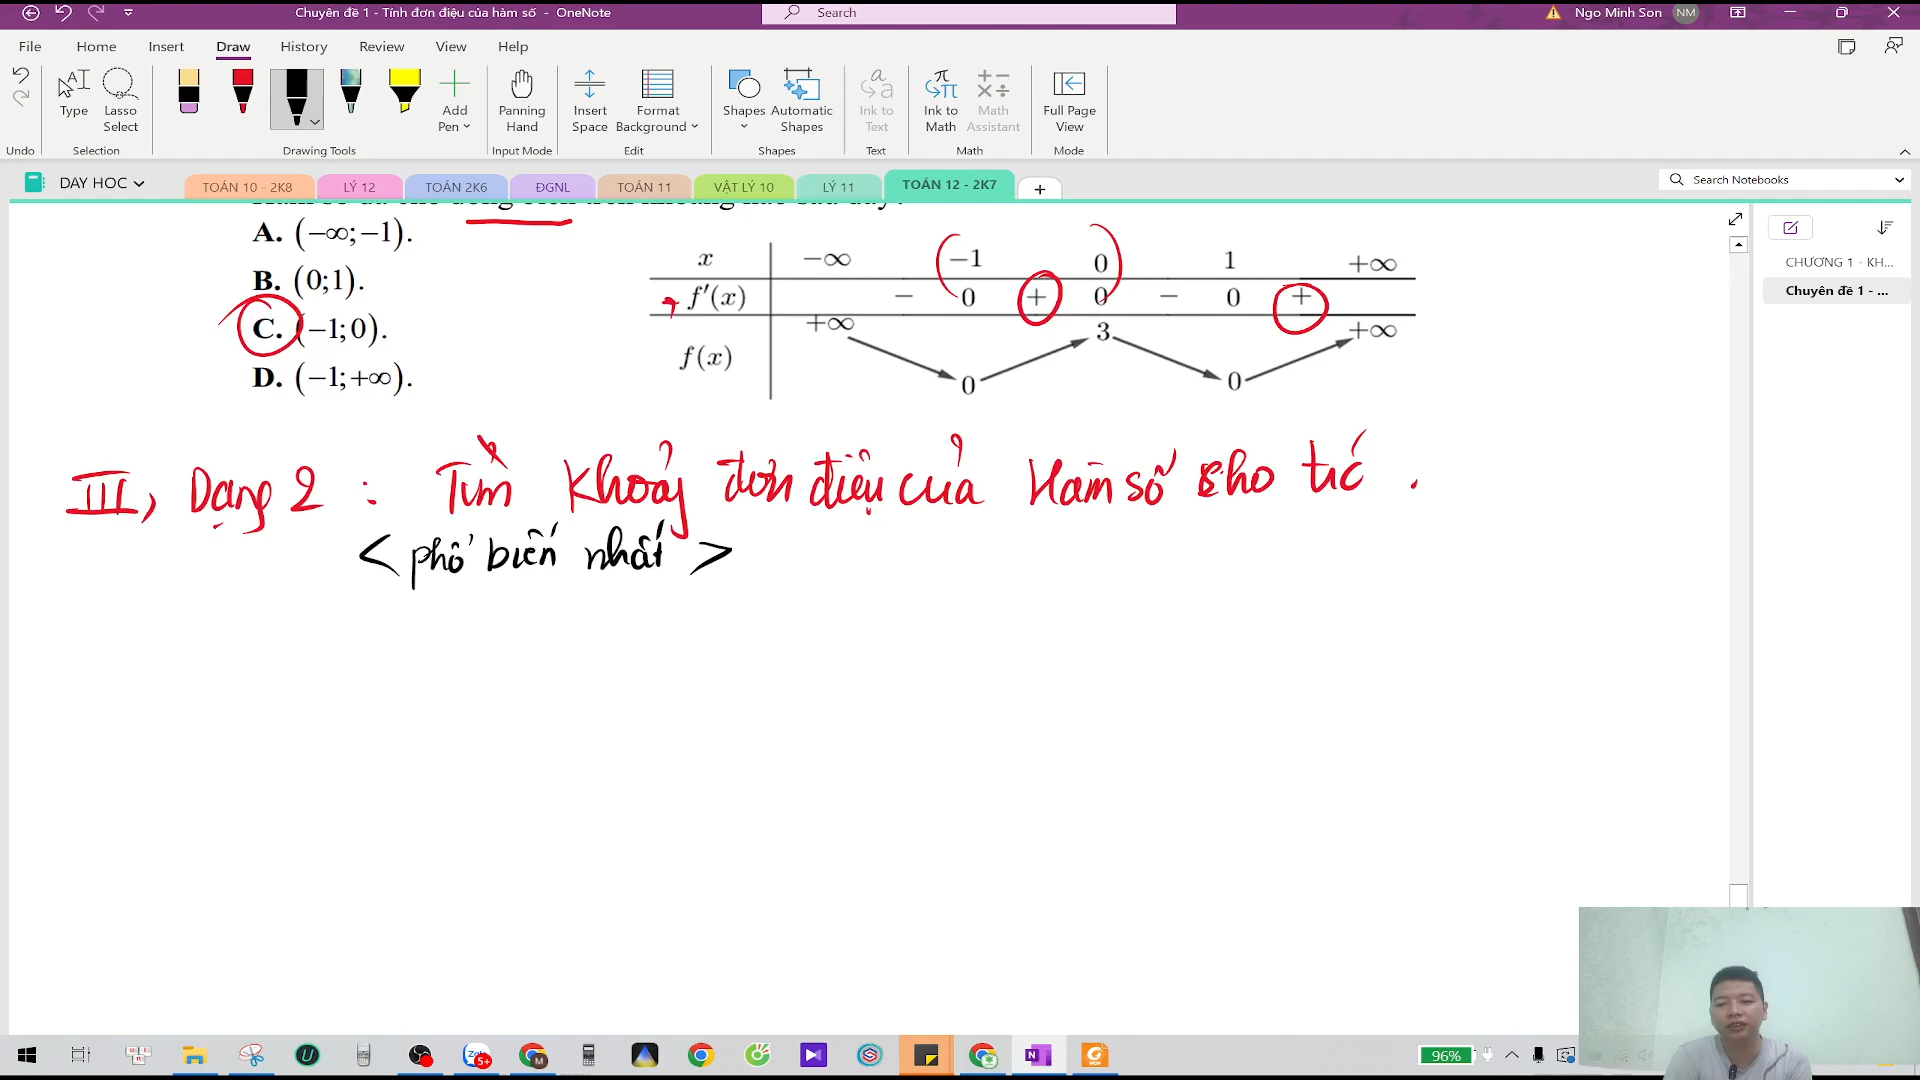 Chuyên đề 1 - Tính đơn điệu của hàm số - OneNote
Search
Ngo Minh Son NM
File Home Insert Draw History Review View Help
Type
Lasso Select
Add Pen
Panning Hand
Insert Space
Format Background
Shapes
Automatic Shapes
Ink to Text
Ink to Math
Math Assistant
Full Page View
Undo Selection Drawing Tools Input Mode Edit Shapes Text Math Mode
DAY HOC TOÁN 10 - 2K8 LÝ 12 TOÁN 2K6 ĐGNL TOÁN 11 VẬT LÝ 10 LÝ 11 TOÁN 12 - 2K7 + Search Notebooks
CHƯƠNG 1 - KH...
Chuyên đề 1 - ...
A. (−∞; −1).
B. (0;1).
C. (−1; 0).
D. (−1; +∞).
x −∞ −1 0 1 +∞
f′(x) − 0 + 0 − 0 +
f(x) +∞ 0 3 0 +∞
III, Dạng 2 : Tìm Khoảng đơn điệu của Hàm số cho trước .
< phổ biến nhất >
96%